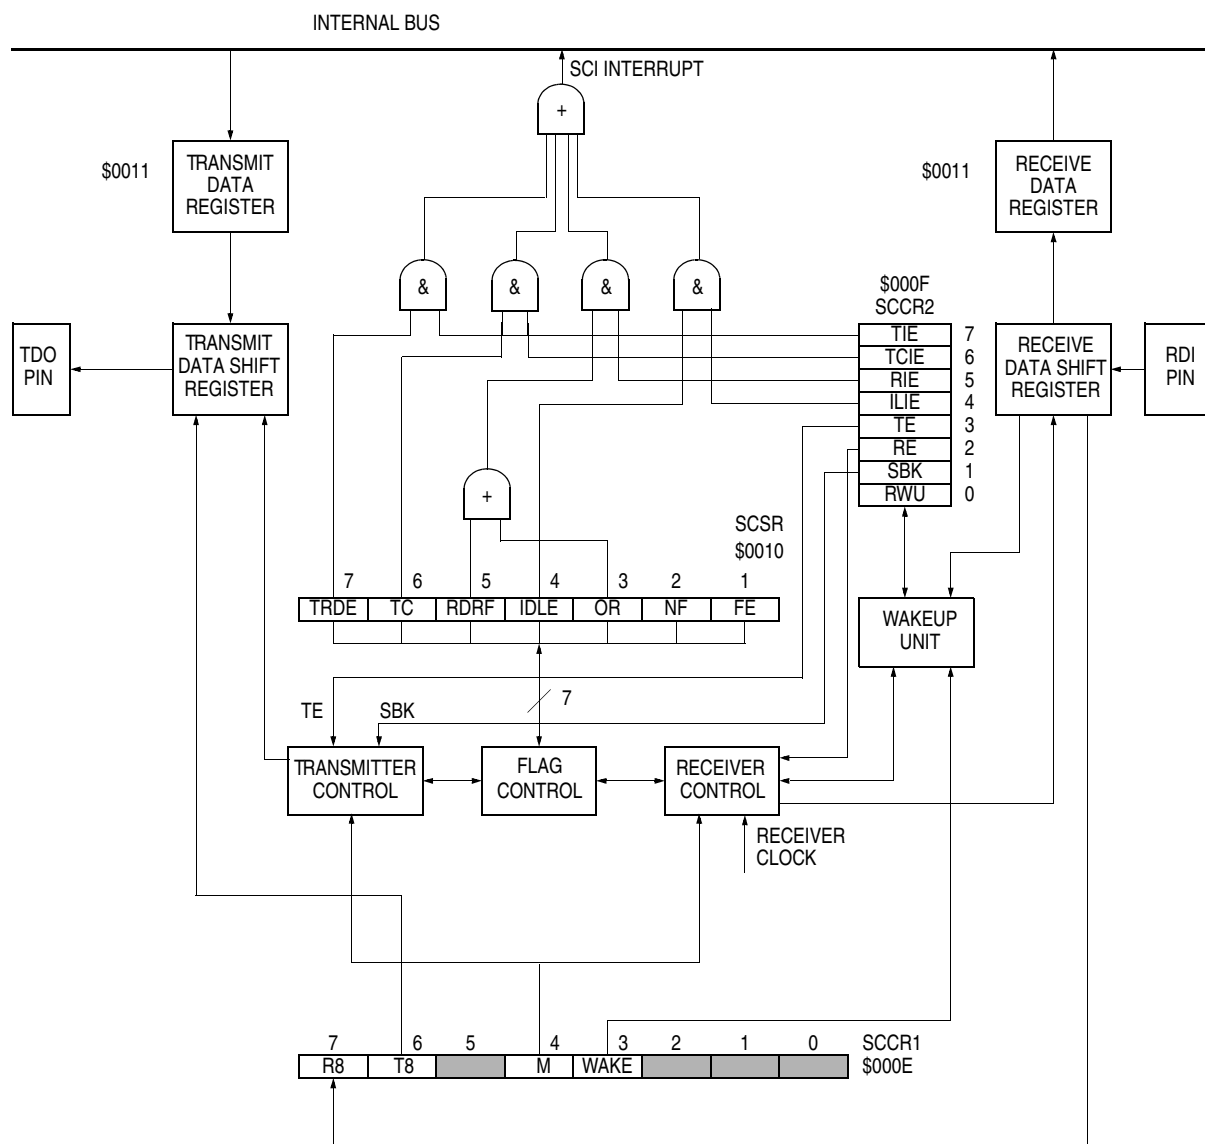 INTERNAL BUS
SCI INTERRUPT
+
$0011
TRANSMIT
DATA
REGISTER
$0011
RECEIVE
DATA
REGISTER
&
&
&
&
$000F
SCCR2
TDO
PIN
TRANSMIT
DATA SHIFT
REGISTER
TIE 7
TCIE 6
RIE 5
ILIE 4
TE 3
RE 2
SBK 1
RWU 0
RECEIVE
DATA SHIFT
REGISTER
RDI
PIN
+
SCSR
$0010
7 6 5 4 3 2 1
TRDE TC RDRF IDLE OR NF FE
WAKEUP
UNIT
7
TE
SBK
TRANSMITTER
CONTROL
FLAG
CONTROL
RECEIVER
CONTROL
RECEIVER
CLOCK
7 6 5 4 3 2 1 0 SCCR1
R8 T8 M WAKE $000E